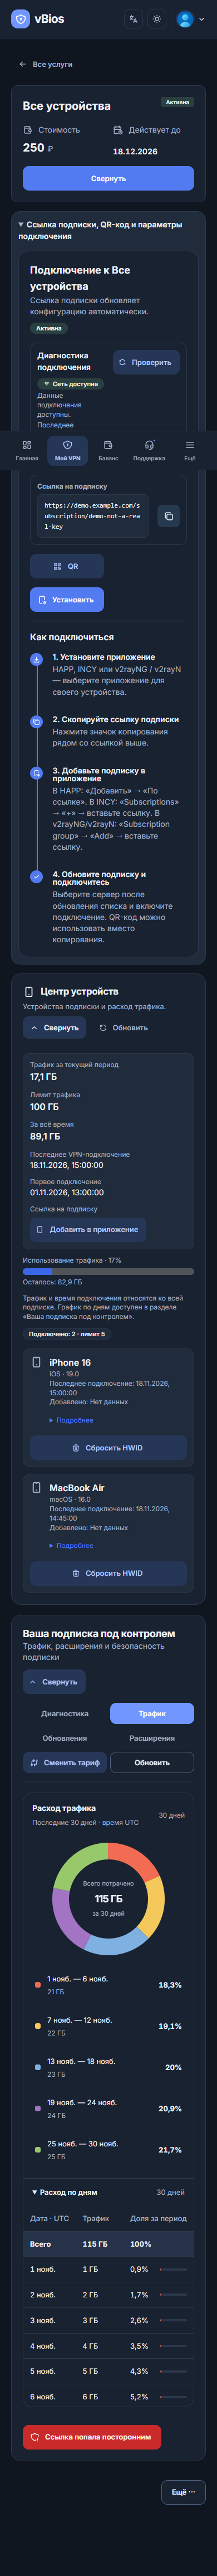 vBios
Все услуги
Все устройства
Активна
Стоимость
250 ₽
Действует до
18.12.2026
Свернуть
▼ Ссылка подписки, QR-код и параметры
подключения
Подключение к Все
устройства
Ссылка подписки обновляет
конфигурацию автоматически.
Активна
Диагностика
подключения
Проверить
Сеть доступна
Данные
подключения
доступны.
Последнее
Главная
Мой VPN
Баланс
Поддержка
Ещё
Ссылка на подписку
https://demo.example.com/s
ubscription/demo-not-a-rea
l-key
QR
Установить
Как подключиться
1. Установите приложение
HAPP, INCY или v2rayNG / v2rayN
— выберите приложение для
своего устройства.
2. Скопируйте ссылку подписки
Нажмите значок копирования
рядом со ссылкой выше.
3. Добавьте подписку в
приложение
В HAPP: «Добавить» → «По
ссылке». В INCY: «Subscriptions»
→ «+» → вставьте ссылку. В
v2rayNG/v2rayN: «Subscription
group» → «Add» → вставьте
ссылку.
4. Обновите подписку и
подключитесь
Выберите сервер после
обновления списка и включите
подключение. QR-код можно
использовать вместо
копирования.
Центр устройств
Устройства подписки и расход трафика.
Свернуть
Обновить
Трафик за текущий период
17,1 ГБ
Лимит трафика
100 ГБ
За всё время
89,1 ГБ
Последнее VPN-подключение
18.11.2026, 15:00:00
Первое подключение
01.11.2026, 13:00:00
Ссылка на подписку
Добавить в приложение
Использование трафика · 17%
Осталось: 82,9 ГБ
Трафик и время подключения относятся ко всей
подписке. График по дням доступен в разделе
«Ваша подписка под контролем».
Подключено: 2 · лимит 5
iPhone 16
iOS · 19.0
Последнее подключение: 18.11.2026,
15:00:00
Добавлено: Нет данных
▶ Подробнее
Сбросить HWID
MacBook Air
macOS · 16.0
Последнее подключение: 18.11.2026,
14:45:00
Добавлено: Нет данных
▶ Подробнее
Сбросить HWID
Ваша подписка под контролем
Трафик, расширения и безопасность
подписки
Свернуть
Диагностика
Трафик
Обновления
Расширения
Сменить тариф
Обновить
Расход трафика
Последние 30 дней · время UTC
30 дней
Всего потрачено
115 ГБ
за 30 дней
1 нояб. — 6 нояб.
21 ГБ
18,3%
7 нояб. — 12 нояб.
22 ГБ
19,1%
13 нояб. — 18 нояб.
23 ГБ
20%
19 нояб. — 24 нояб.
24 ГБ
20,9%
25 нояб. — 30 нояб.
25 ГБ
21,7%
▼ Расход по дням
30 дней
Дата · UTC Трафик Доля за период
Всего 115 ГБ 100%
1 нояб. 1 ГБ 0,9%
2 нояб. 2 ГБ 1,7%
3 нояб. 3 ГБ 2,6%
4 нояб. 4 ГБ 3,5%
5 нояб. 5 ГБ 4,3%
6 нояб. 6 ГБ 5,2%
Ссылка попала посторонним
Ещё ···